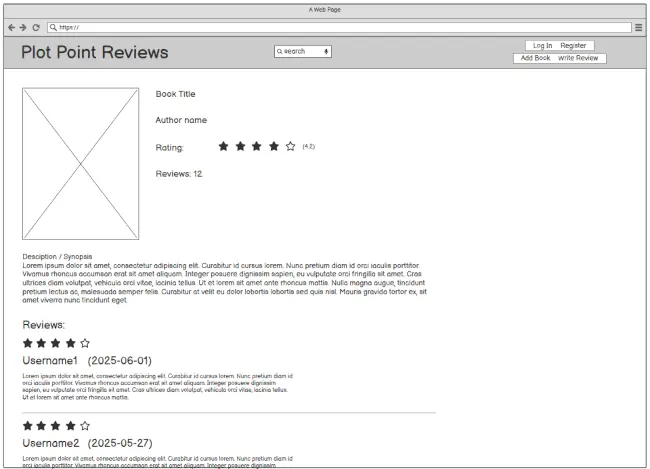 A Web Page
https://
Plot Point Reviews
search
Log In Register
Add Book Write Review
Book Title
Author name
Rating: (4.2)
Reviews: 12
Desciption / Synopsis
Lorem ipsum dolor sit amet, consectetur adipiscing elit. Curabitur id cursus lorem. Nunc pretium diam id orci iaculis porttitor.
Vivamus rhoncus accumsan erat sit amet aliquam. Integer posuere dignissim sapien, eu vulputate orci fringilla sit amet. Cras
ultrices diam volutpat, vehicula orci vitae, lacinia tellus. Ut et lorem sit amet ante rhoncus mattis. Nulla magna augue, tincidunt
pretium lectus ac, malesuada semper felis. Curabitur at velit eu dolor lobortis lobortis sed quis nisl. Mauris gravida tortor ex, sit
amet viverra nunc tincidunt eget.
Reviews:
Username1 (2025-06-01)
Lorem ipsum dolor sit amet, consectetur adipiscing elit. Curabitur id cursus lorem. Nunc pretium diam id
orci iaculis porttitor. Vivamus rhoncus accumsan erat sit amet aliquam. Integer posuere dignissim
sapien, eu vulputate orci fringilla sit amet. Cras ultrices diam volutpat, vehicula orci vitae, lacinia tellus.
Ut et lorem sit amet ante rhoncus mattis.
Username2 (2025-05-27)
Lorem ipsum dolor sit amet, consectetur adipiscing elit. Curabitur id cursus lorem. Nunc pretium diam id
orci iaculis porttitor. Vivamus rhoncus accumsan erat sit amet aliquam. Integer posuere dignissim